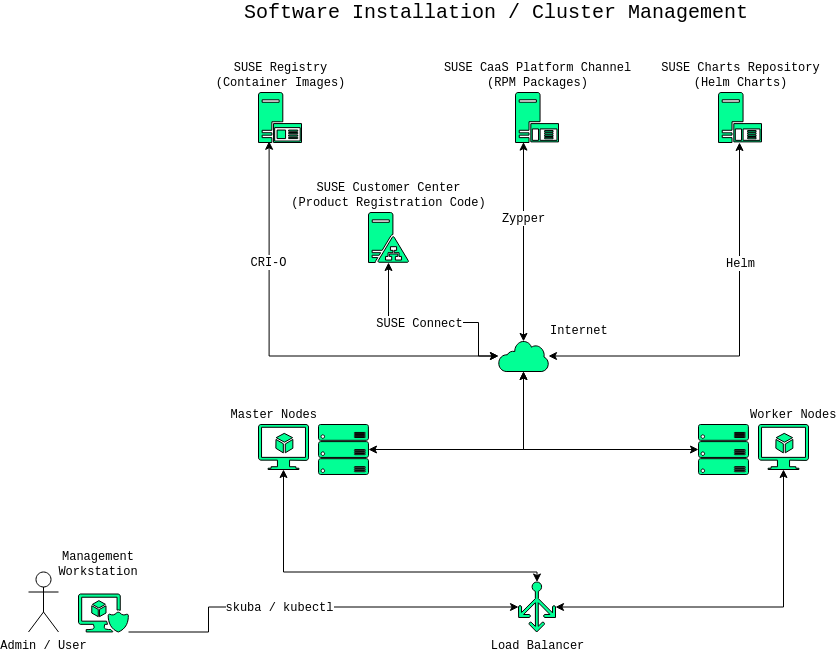 Software Installation / Cluster Management
SUSE Registry
(Container Images)
SUSE CaaS Platform Channel
(RPM Packages)
SUSE Charts Repository
(Helm Charts)
SUSE Customer Center
(Product Registration Code)
Zypper
CRI-O
Helm
SUSE Connect
Internet
Master Nodes
Worker Nodes
Management
Workstation
skuba / kubectl
Admin / User
Load Balancer